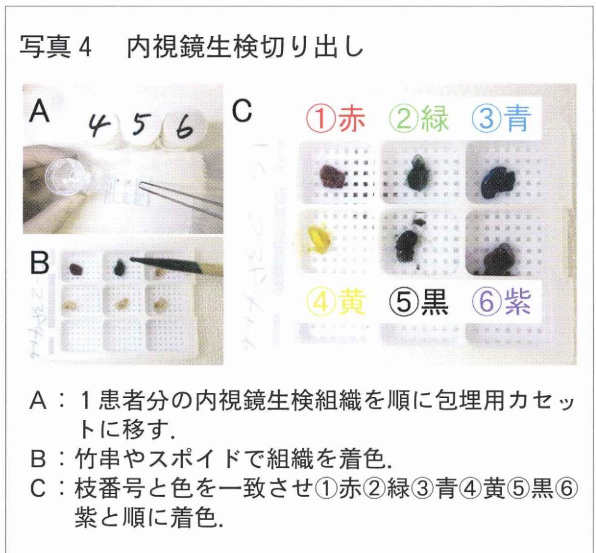 写真4 内視鏡生検切り出し
A
4 5 6
C
①赤 ②緑 ③青
B
④黄 ⑤黒 ⑥紫
A：1患者分の内視鏡生検組織を順に包埋用カセッ
トに移す.
B：竹串やスポイドで組織を着色.
C：枝番号と色を一致させ①赤②緑③青④黄⑤黒⑥
紫と順に着色.